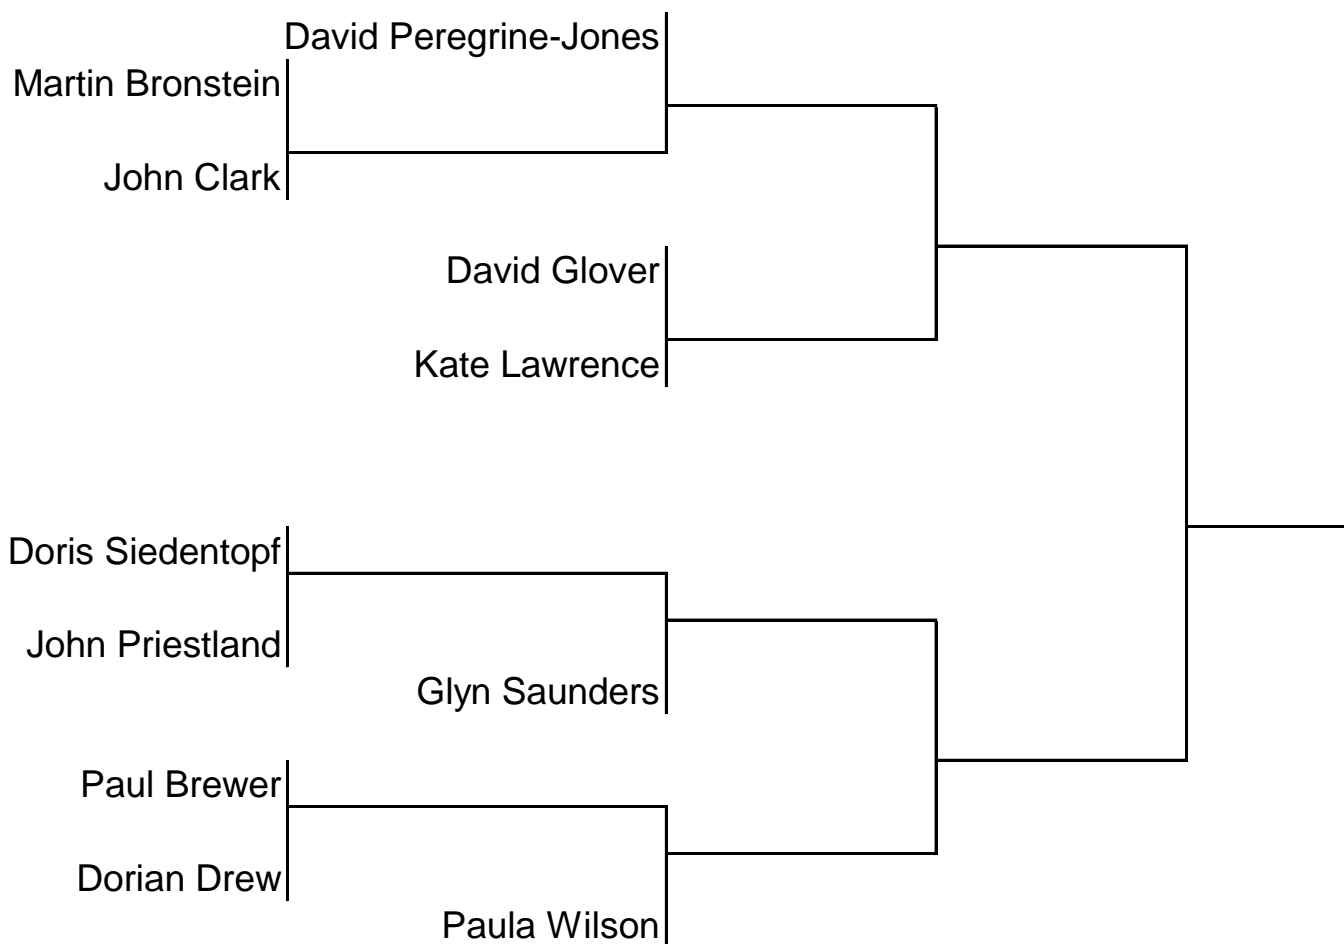 David Peregrine-Jones
Martin Bronstein
John Clark
David Glover
Kate Lawrence
Doris Siedentopf
John Priestland
Glyn Saunders
Paul Brewer
Dorian Drew
Paula Wilson